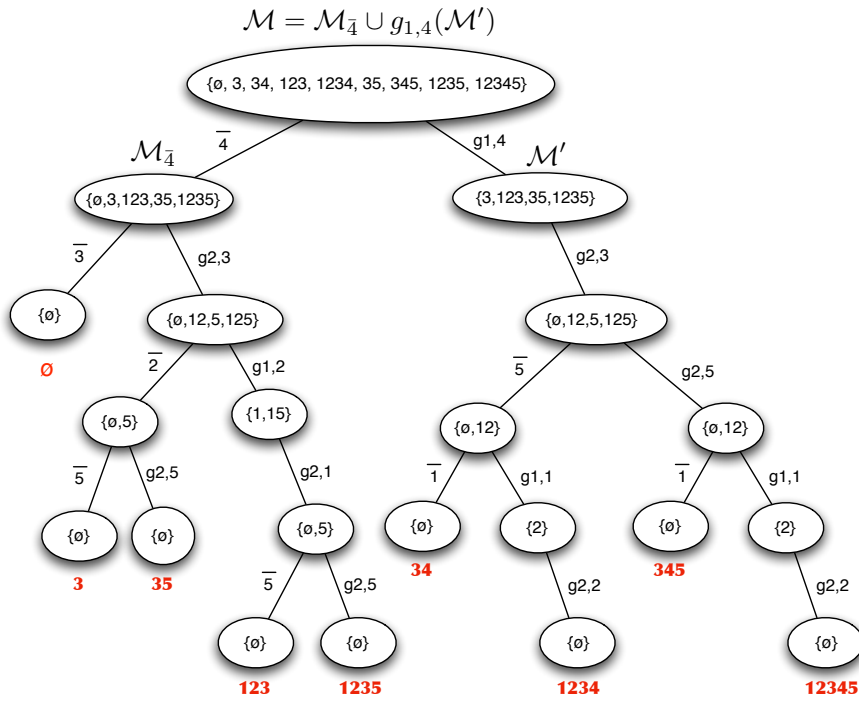 M = M_4̄ ∪ g_{1,4}(M′)
{ø, 3, 34, 123, 1234, 35, 345, 1235, 12345}
4̄ g1,4
M_4̄ M′
{ø,3,123,35,1235} {3,123,35,1235}
3̄ g2,3 g2,3
{ø} {ø,12,5,125} {ø,12,5,125}
ø 2̄ g1,2 5̄ g2,5
{ø,5} {1,15} {ø,12} {ø,12}
5̄ g2,5 g2,1 1̄ g1,1 1̄ g1,1
{ø} {ø} {ø,5} {ø} {2} {ø} {2}
3 35 34 345
5̄ g2,5 g2,2 g2,2
{ø} {ø} {ø} {ø}
123 1235 1234 12345